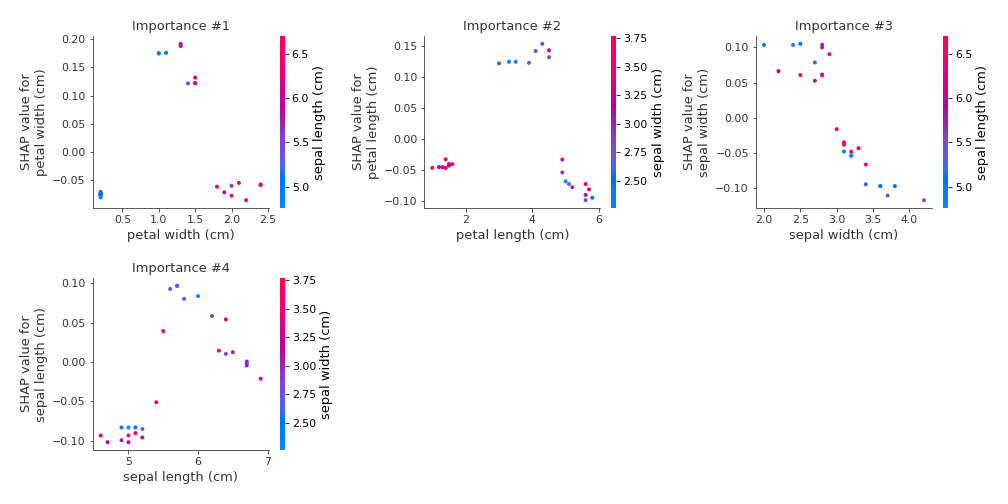 Importance #1
0.20
0.15
0.10
0.05
0.00
−0.05
SHAP value for
petal width (cm)
0.5
1.0
1.5
2.0
2.5
petal width (cm)
6.5
6.0
5.5
5.0
sepal length (cm)
Importance #2
0.15
0.10
0.05
0.00
−0.05
−0.10
SHAP value for
petal length (cm)
2
4
6
petal length (cm)
3.75
3.50
3.25
3.00
2.75
2.50
sepal width (cm)
Importance #3
0.10
0.05
0.00
−0.05
−0.10
SHAP value for
sepal width (cm)
2.0
2.5
3.0
3.5
4.0
sepal width (cm)
6.5
6.0
5.5
5.0
sepal length (cm)
Importance #4
0.10
0.05
0.00
−0.05
−0.10
SHAP value for
sepal length (cm)
5
6
7
sepal length (cm)
3.75
3.50
3.25
3.00
2.75
2.50
sepal width (cm)